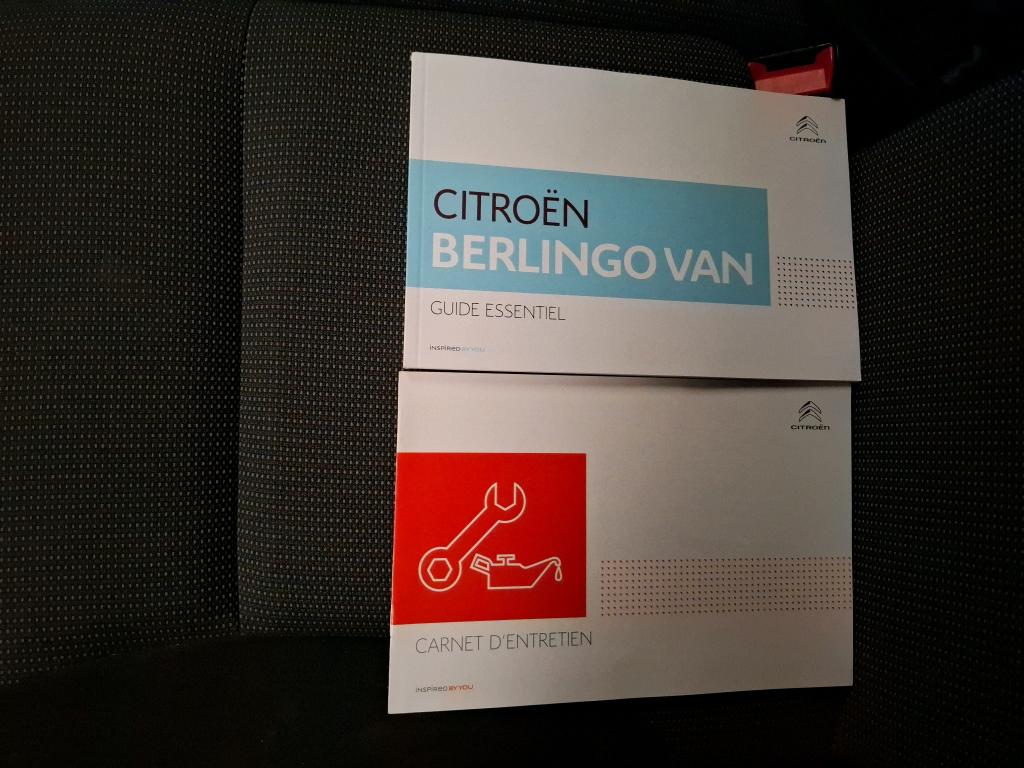 CITROËN
CITROËN
BERLINGO VAN
GUIDE ESSENTIEL
INSPIRED BY YOU
CITROËN
CARNET D'ENTRETIEN
INSPIRED BY YOU